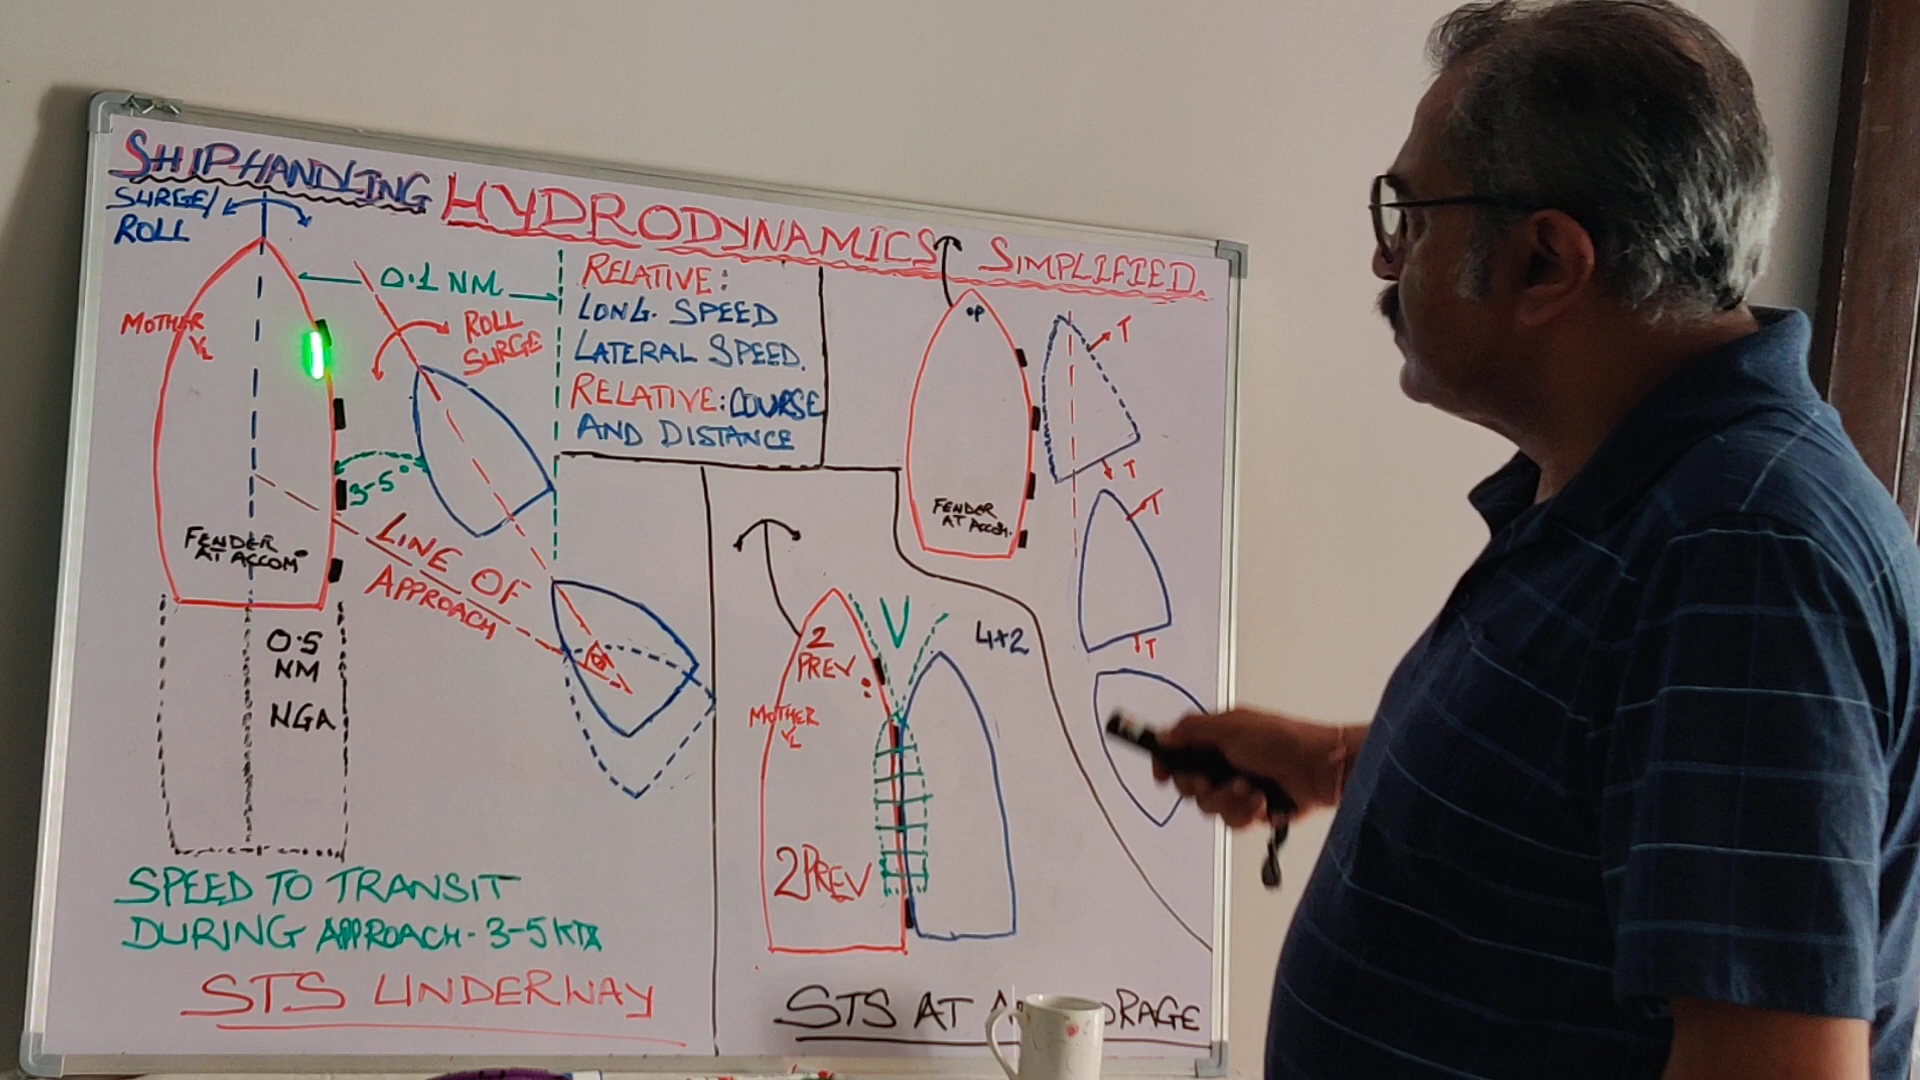 SHIPHANDLING HYDRODYNAMICS SIMPLIFIED.
SURGE/
ROLL
0.1 NM
MOTHER
VL
ROLL
SURGE
3-5°
FENDER
AT ACCOM°
LINE OF
APPROACH
0.5
NM
NGA
SPEED TO TRANSIT
DURING APPROACH - 3-5 KTS
STS UNDERWAY
RELATIVE:
LONG. SPEED
LATERAL SPEED.
RELATIVE: COURSE
AND DISTANCE
FENDER
AT ACCOM.
T
T
T
T
2
PREV
V
4+2
MOTHER
VL
2PREV
STS AT